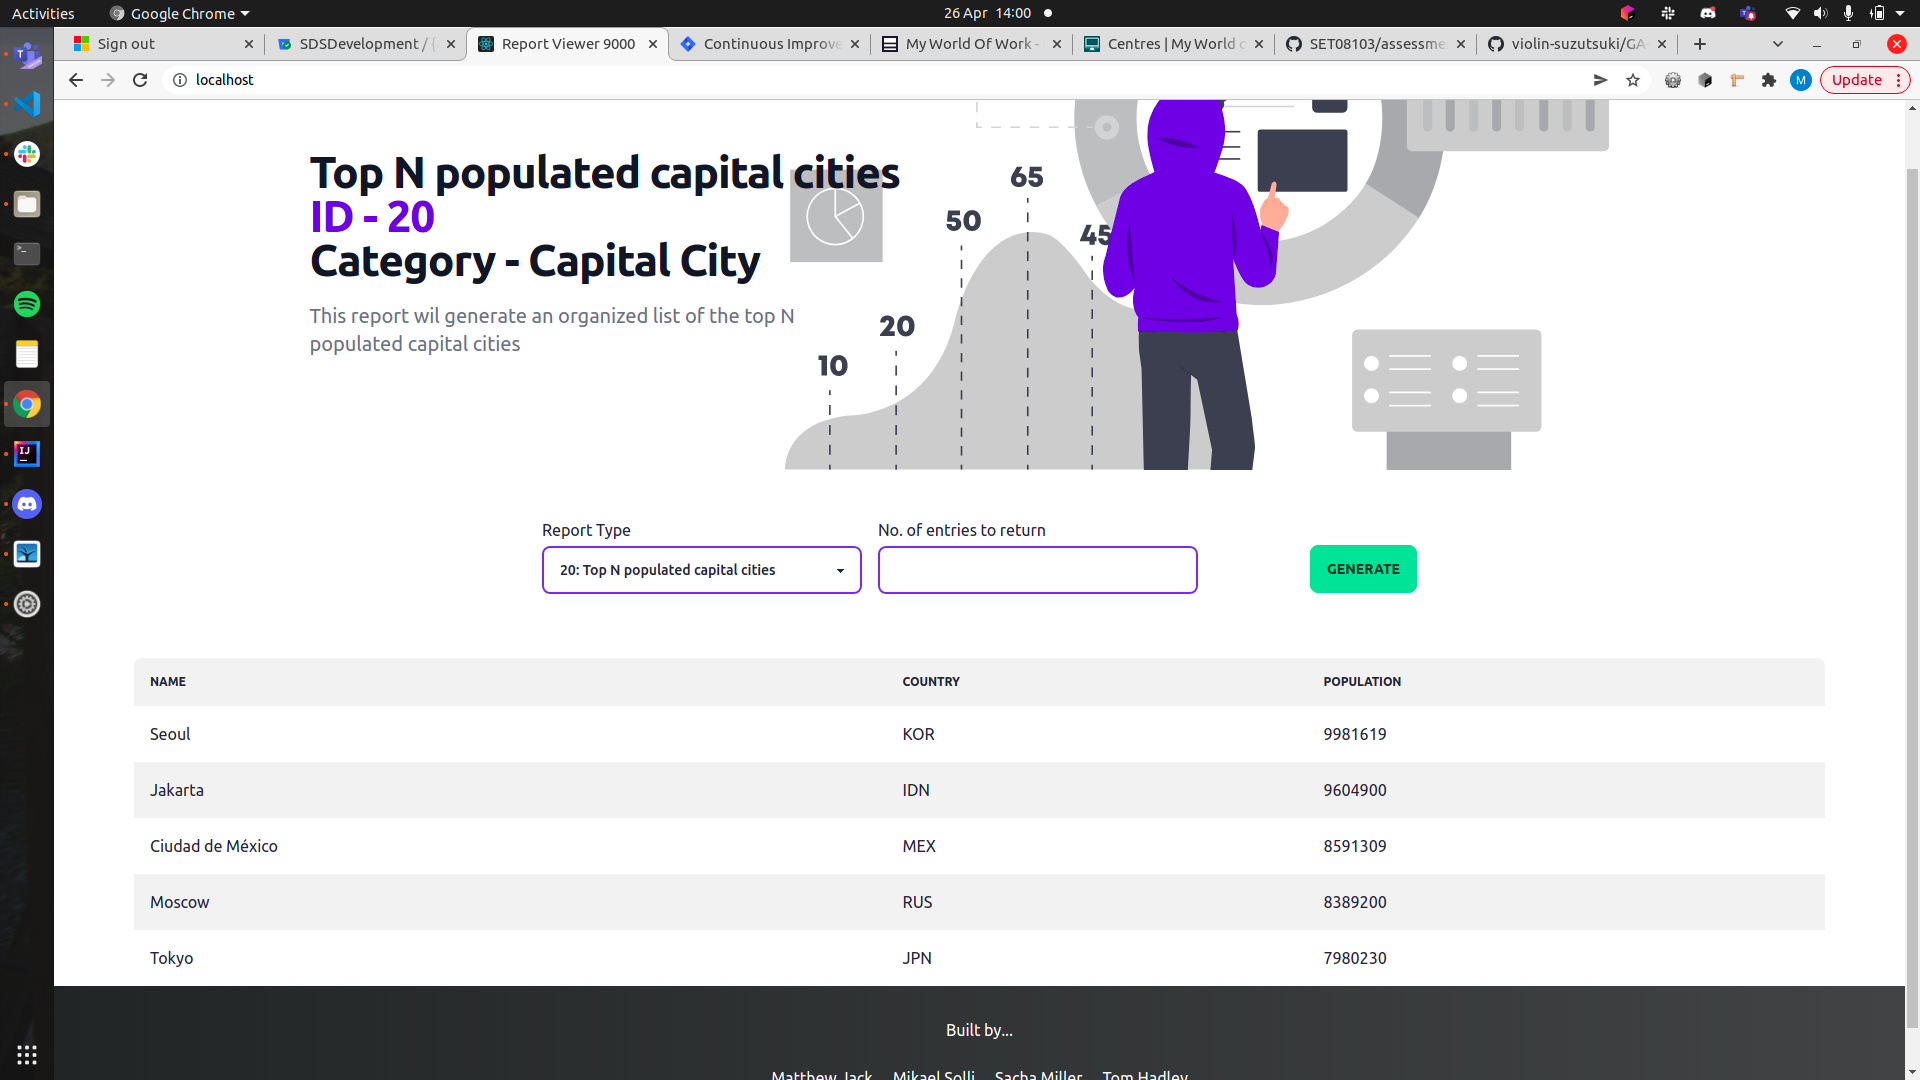 Activities
Google Chrome
26 Apr 14:00
Sign out
SDSDevelopment / {
Report Viewer 9000
Continuous Improve
My World Of Work -
Centres | My World o
SET08103/assessme
violin-suzutsuki/GA
localhost
M
Update
Top N populated capital cities
ID - 20
Category - Capital City
This report wil generate an organized list of the top N
populated capital cities
10
20
50
65
45
Report Type
No. of entries to return
20: Top N populated capital cities
GENERATE
NAME COUNTRY POPULATION
Seoul KOR 9981619
Jakarta IDN 9604900
Ciudad de México MEX 8591309
Moscow RUS 8389200
Tokyo JPN 7980230
Built by...
Matthew Jack Mikael Solli Sacha Miller Tom Hadley